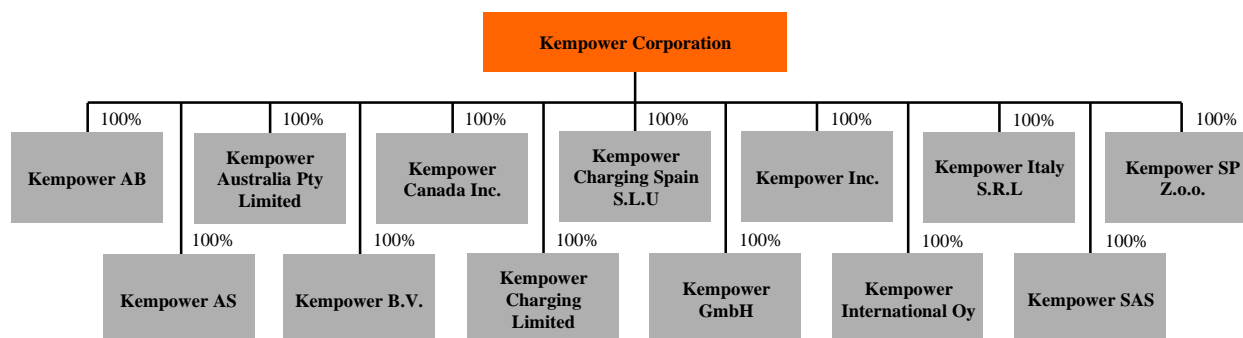 Kempower Corporation
100%
100%
100%
100%
100%
100%
100%
Kempower AB
Kempower
Australia Pty
Limited
Kempower
Canada Inc.
Kempower
Charging Spain
S.L.U
Kempower Inc.
Kempower Italy
S.R.L
Kempower SP
Z.o.o.
100%
100%
100%
100%
100%
100%
Kempower AS
Kempower B.V.
Kempower
Charging
Limited
Kempower
GmbH
Kempower
International Oy
Kempower SAS